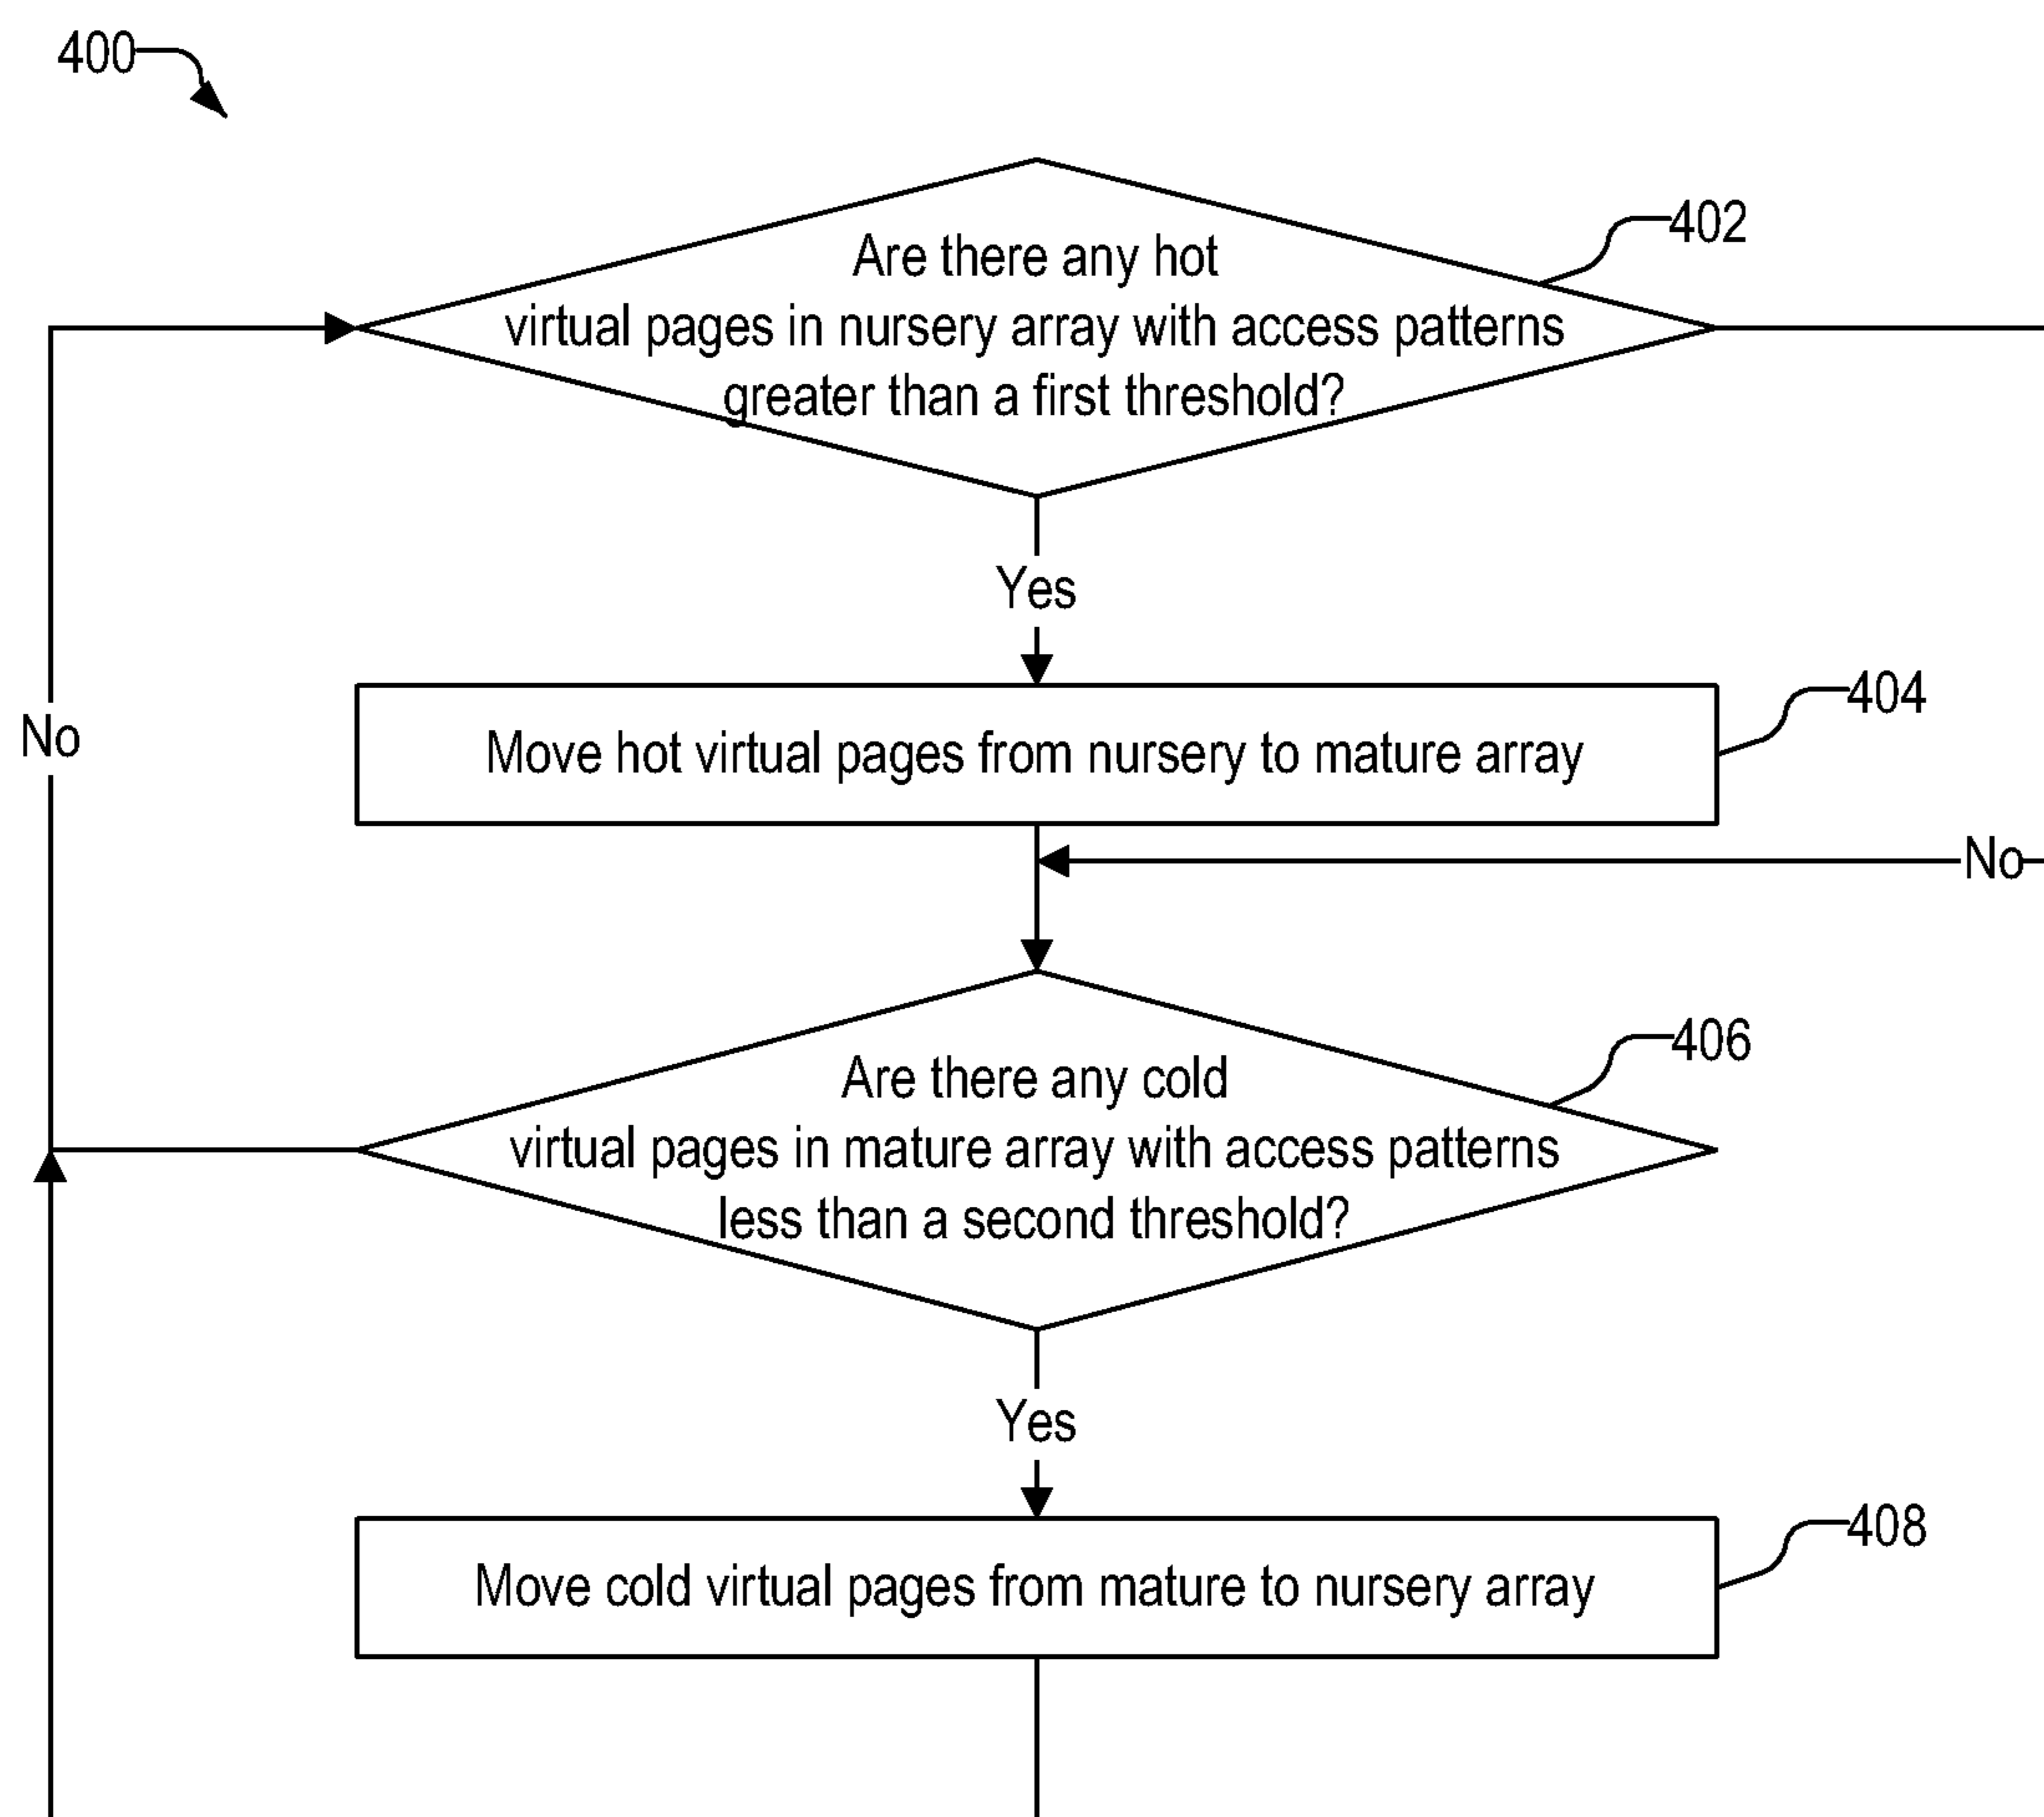 400
402
Are there any hot
virtual pages in nursery array with access patterns
greater than a first threshold?
Yes
404
Move hot virtual pages from nursery to mature array
No
No
406
Are there any cold
virtual pages in mature array with access patterns
less than a second threshold?
Yes
408
Move cold virtual pages from mature to nursery array